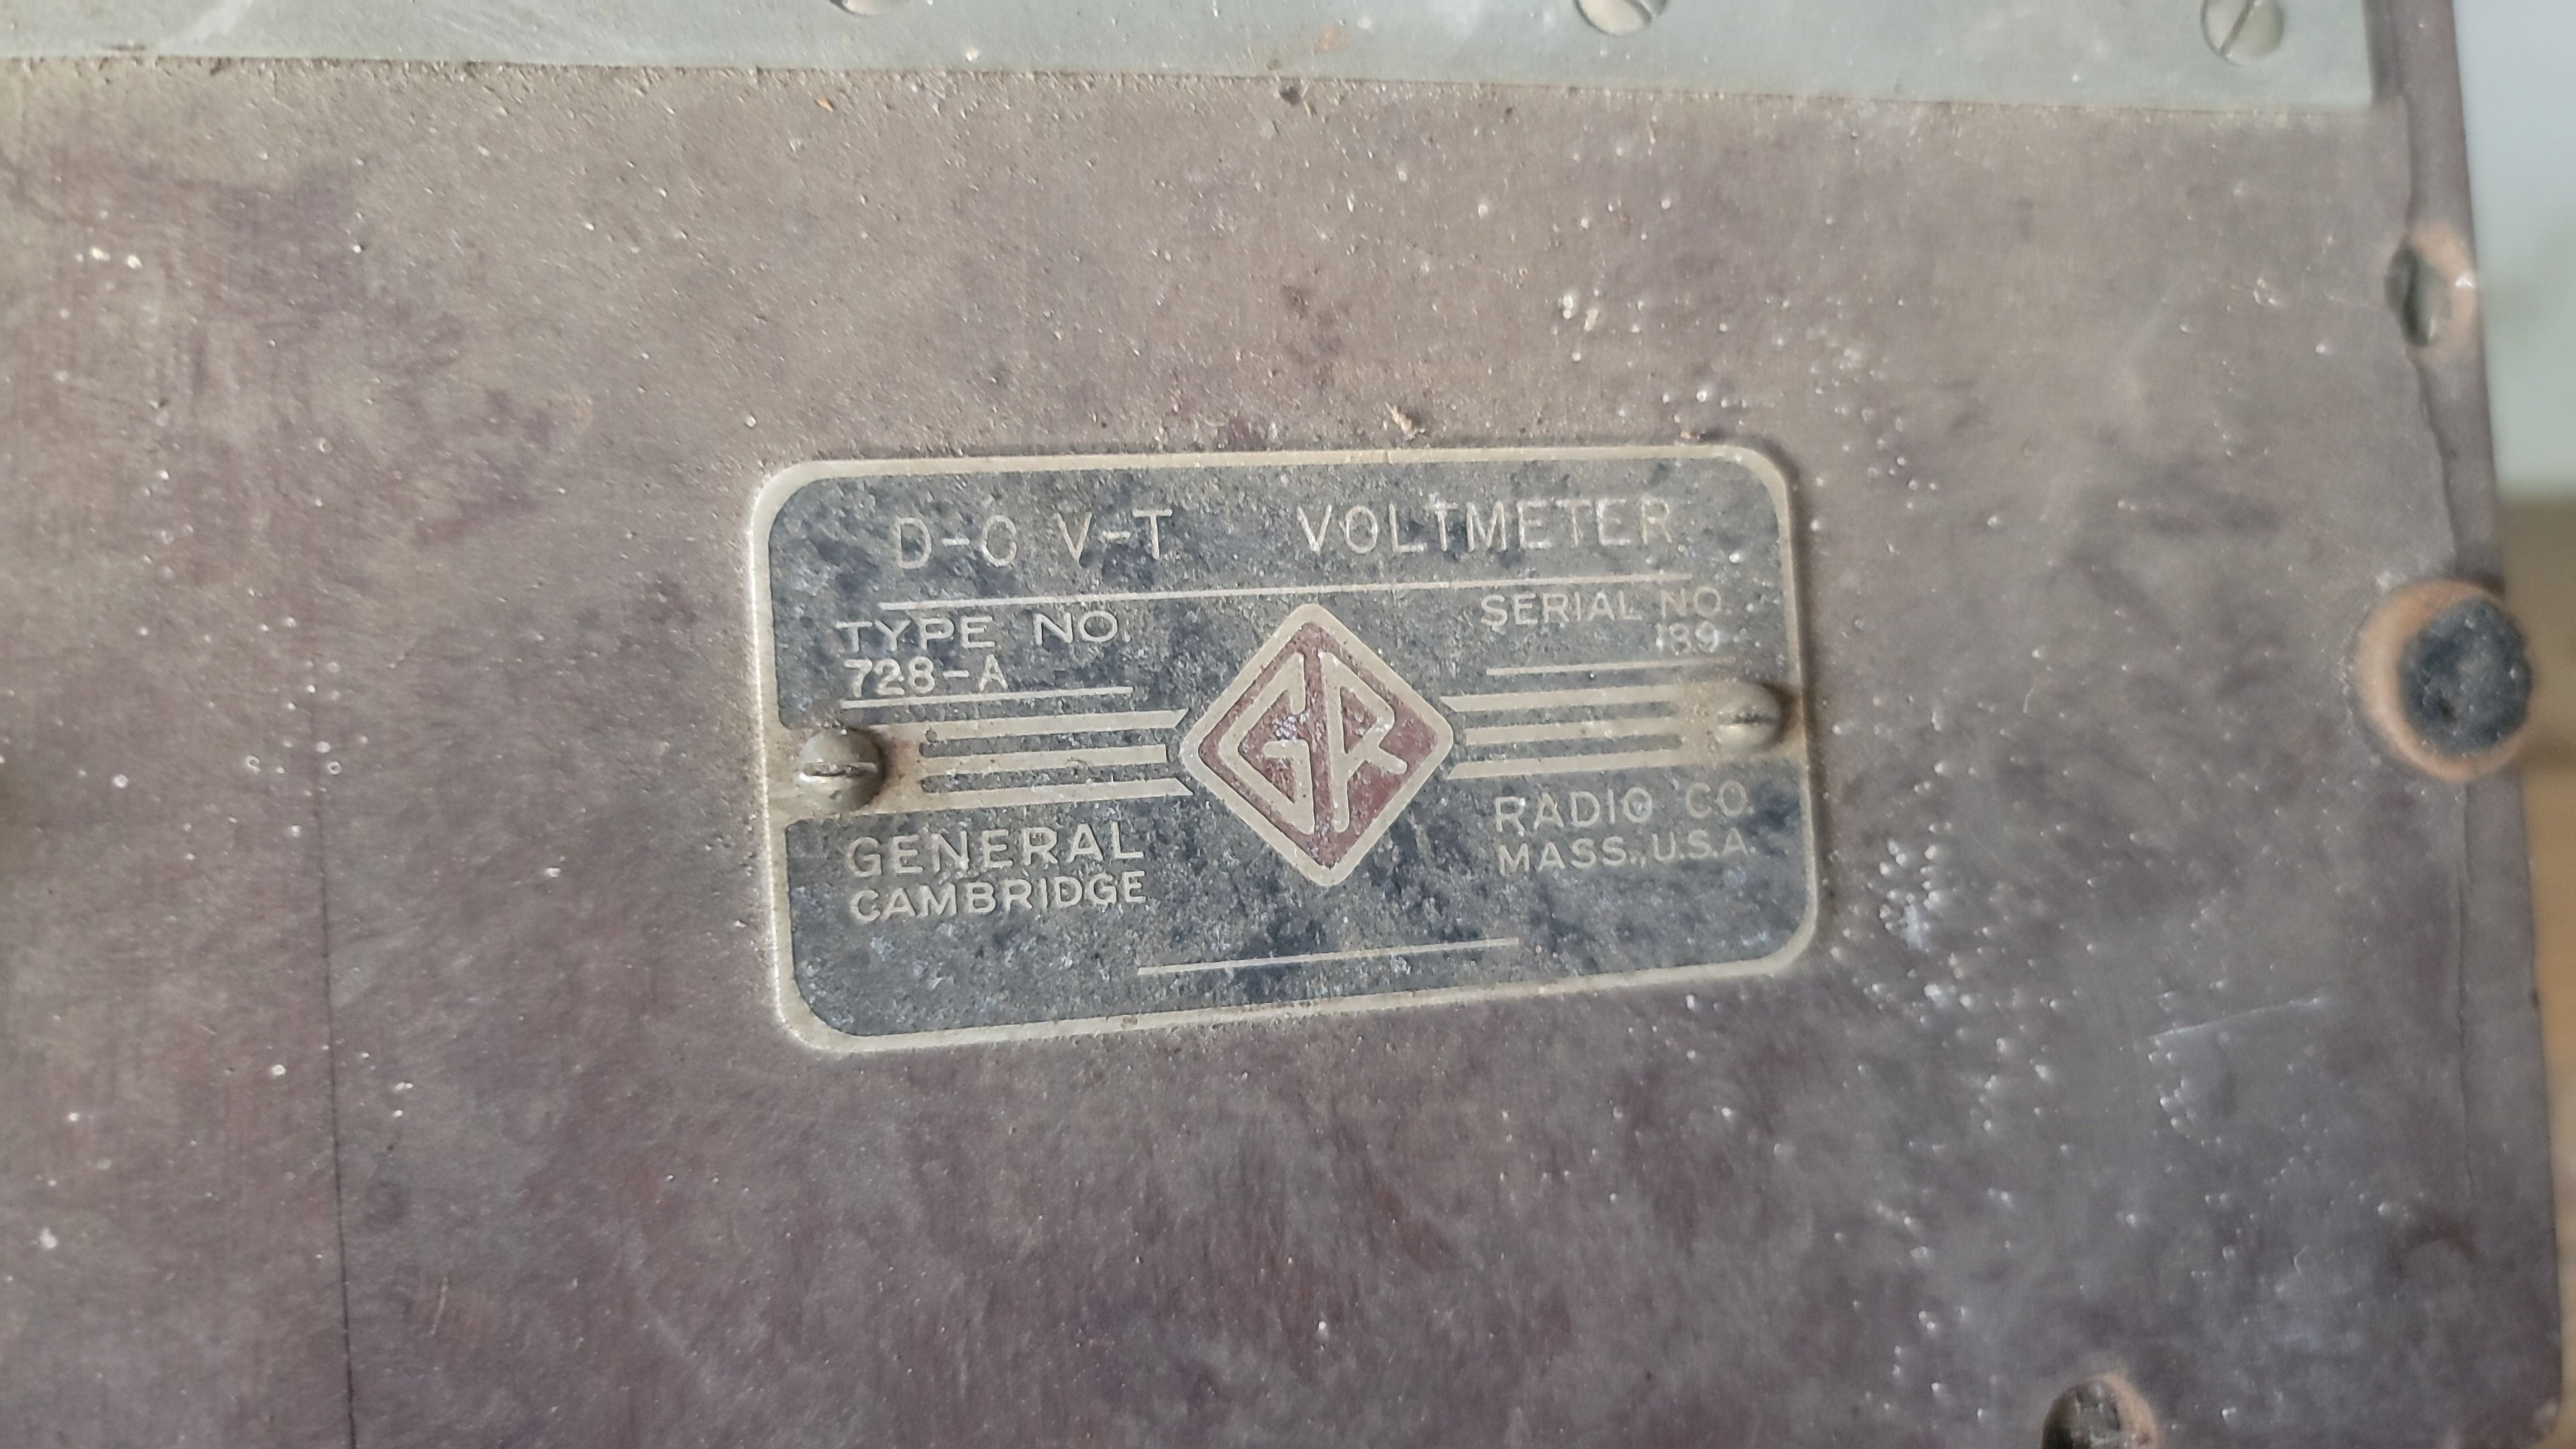 D-C V-T VOLTMETER
TYPE NO. SERIAL NO.
728-A 189
GR
GENERAL RADIO CO.
CAMBRIDGE MASS., U.S.A.